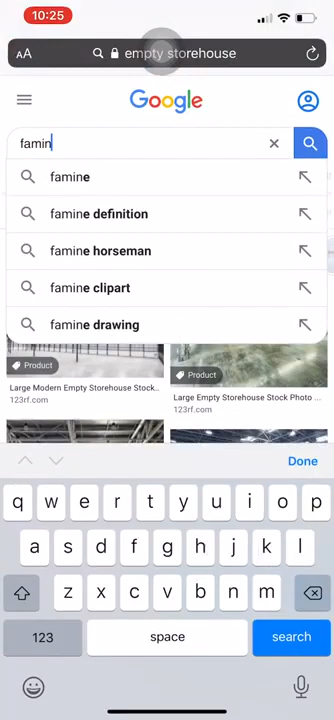 10:25
AA empty storehouse
Google
famin
famine
famine definition
famine horseman
famine clipart
famine drawing
Product
Product
Large Modern Empty Storehouse Stock..
123rf.com
Large Empty Storehouse Stock Photo ...
123rf.com
Done
q w e r t y u i o p
a s d f g h j k l
z x c v b n m
123 space search